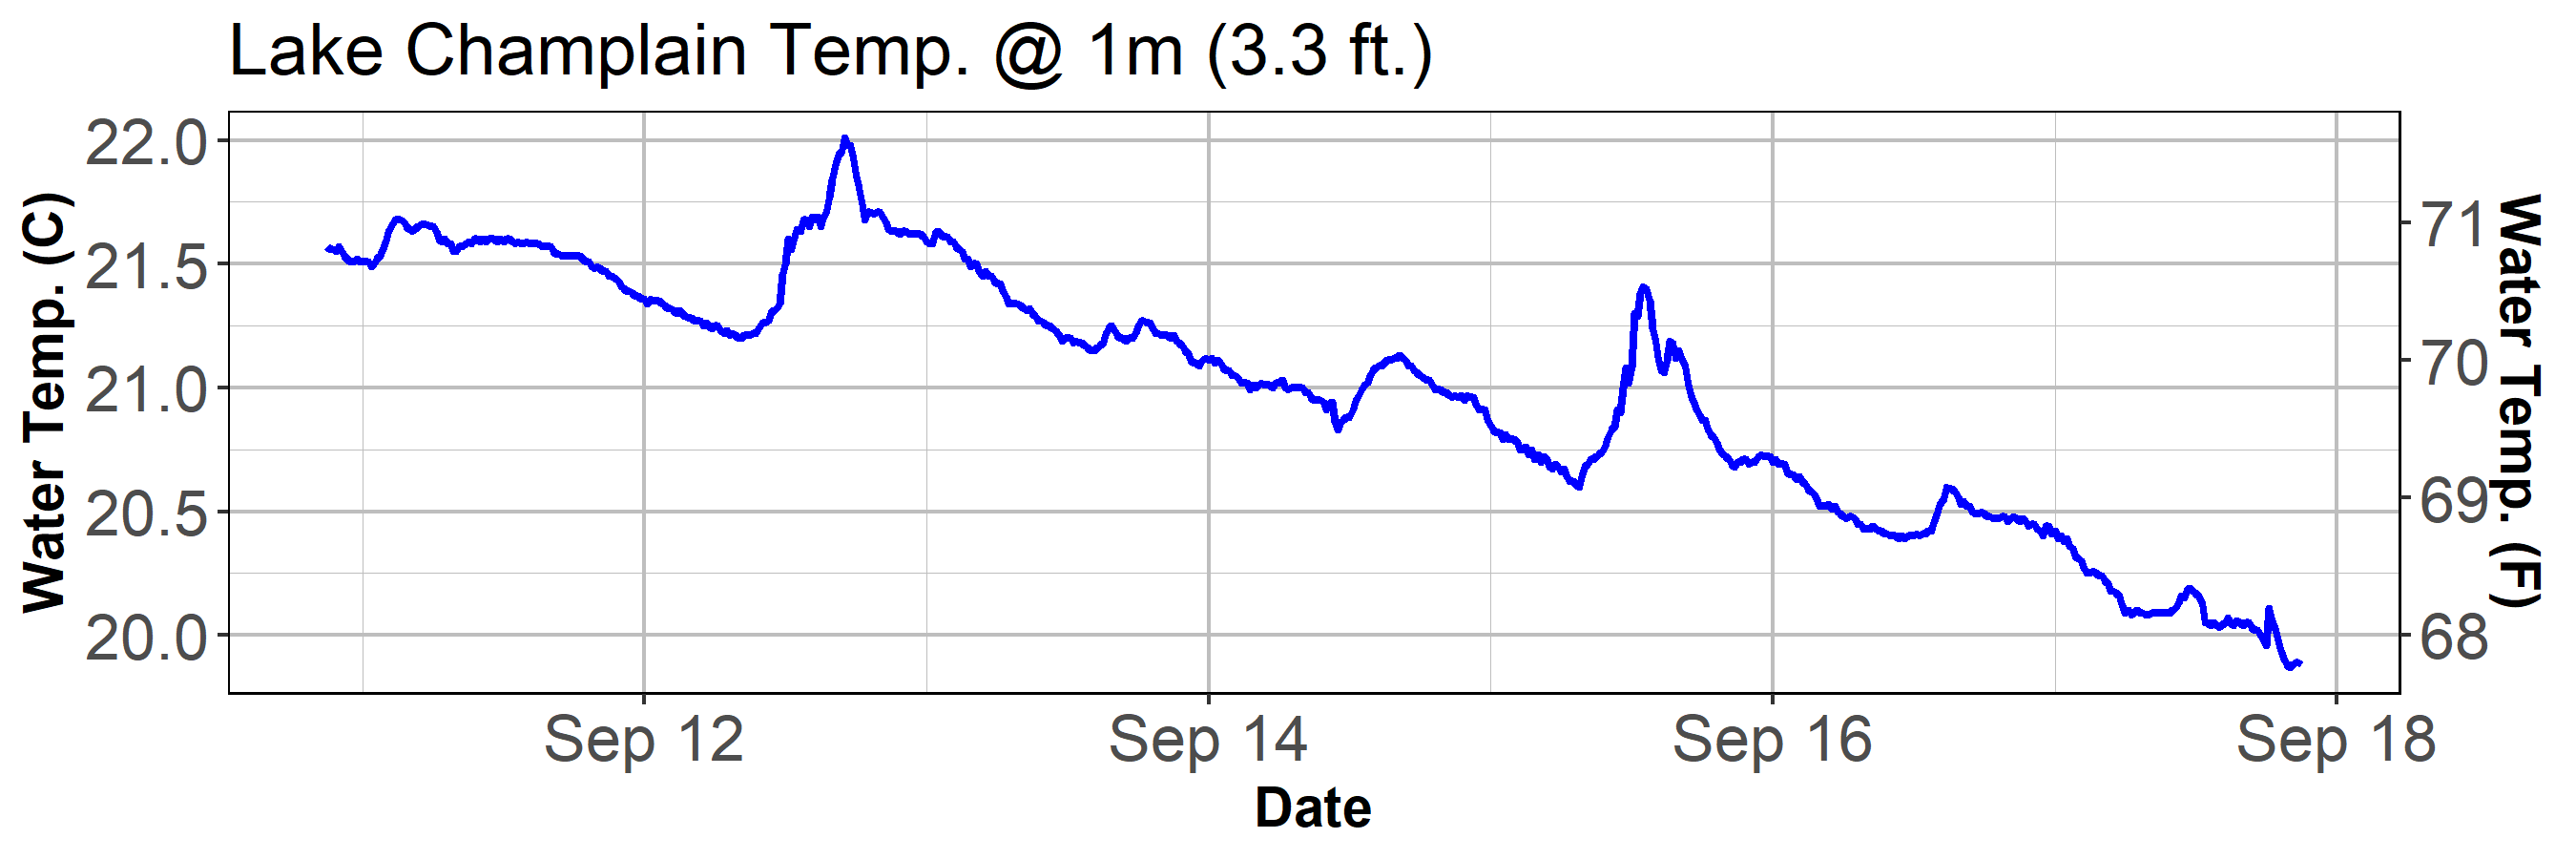 Lake Champlain Temp. @ 1m (3.3 ft.)
Water Temp. (C)
22.0
21.5
21.0
20.5
20.0
71
70
69
68
Water Temp. (F)
Sep 12
Sep 14
Sep 16
Sep 18
Date